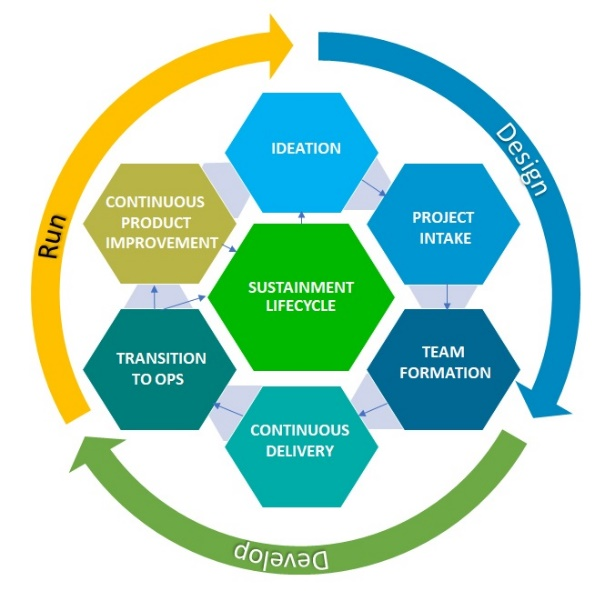 IDEATION
Design
PROJECT
INTAKE
TEAM
FORMATION
CONTINUOUS
DELIVERY
Develop
TRANSITION
TO OPS
CONTINUOUS
PRODUCT
IMPROVEMENT
Run
SUSTAINMENT
LIFECYCLE